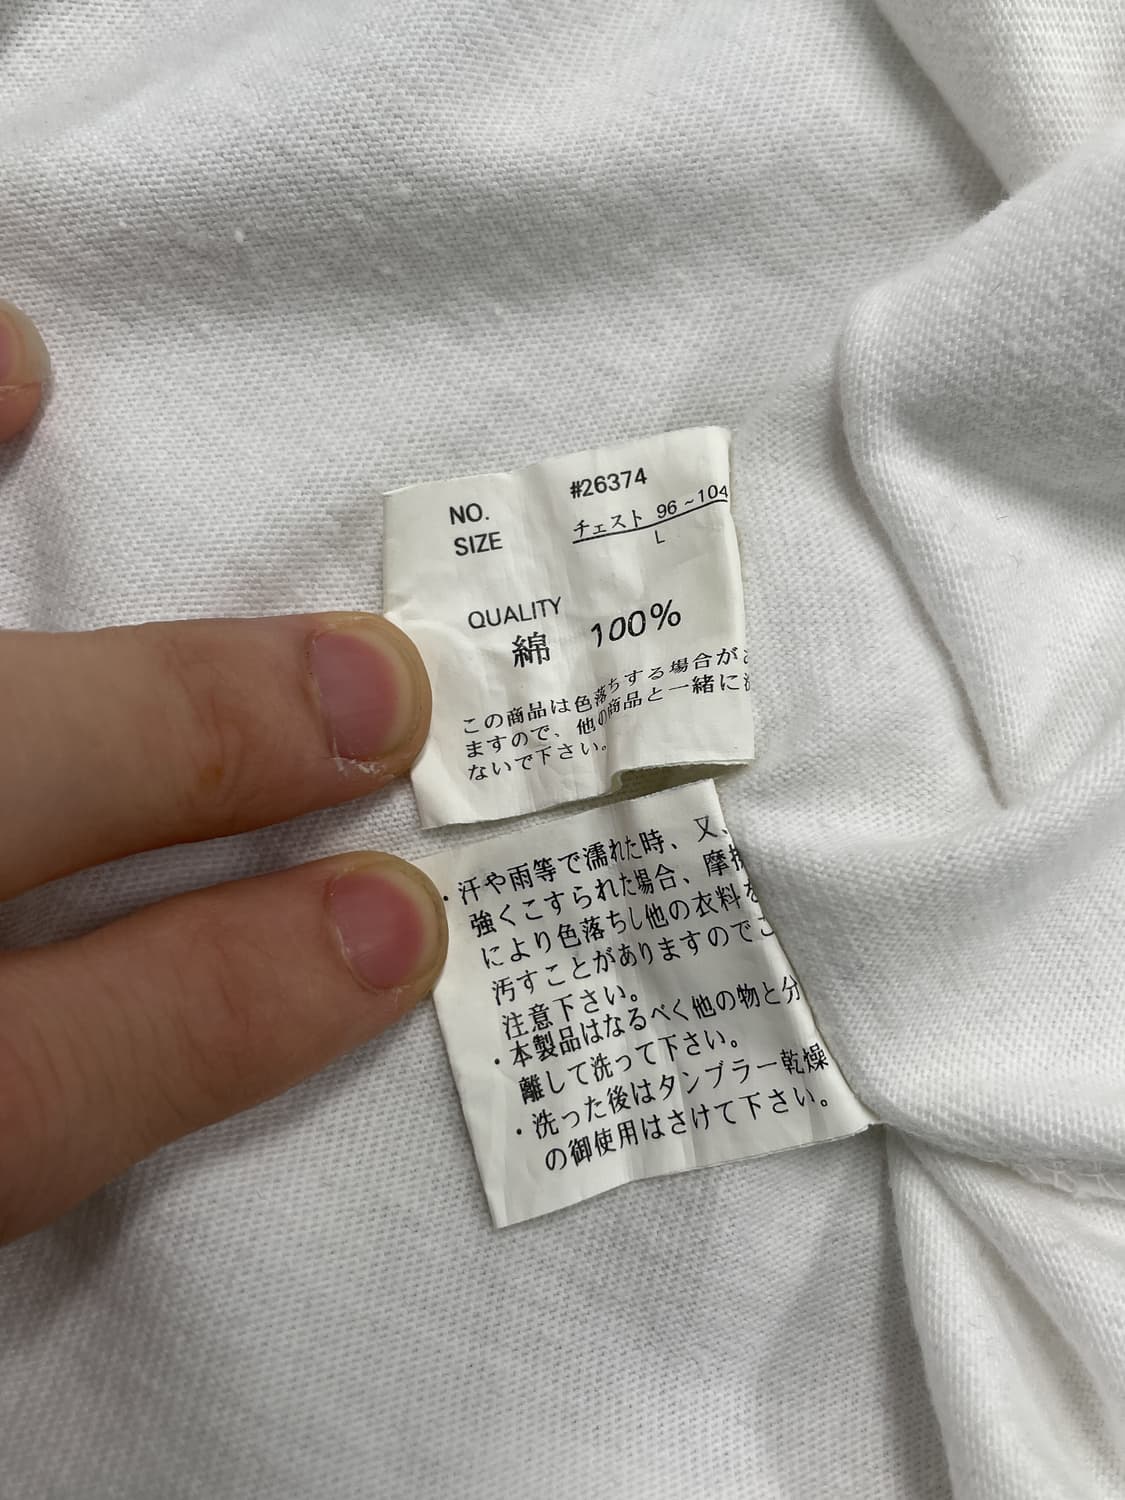 NO. #26374
SIZE チェスト 96~104
L
QUALITY
綿 100%
この商品は色落ちする場合が
ますので、他の商品と一緒に
ないで下さい。
・汗や雨等で濡れた時、又、
強くこすられた場合、摩
により色落ちし他の衣料を
汚すことがありますのでご
注意下さい。
・本製品はなるべく他の物と分
離して洗って下さい。
・洗った後はタンブラー乾燥
の御使用はさけて下さい。